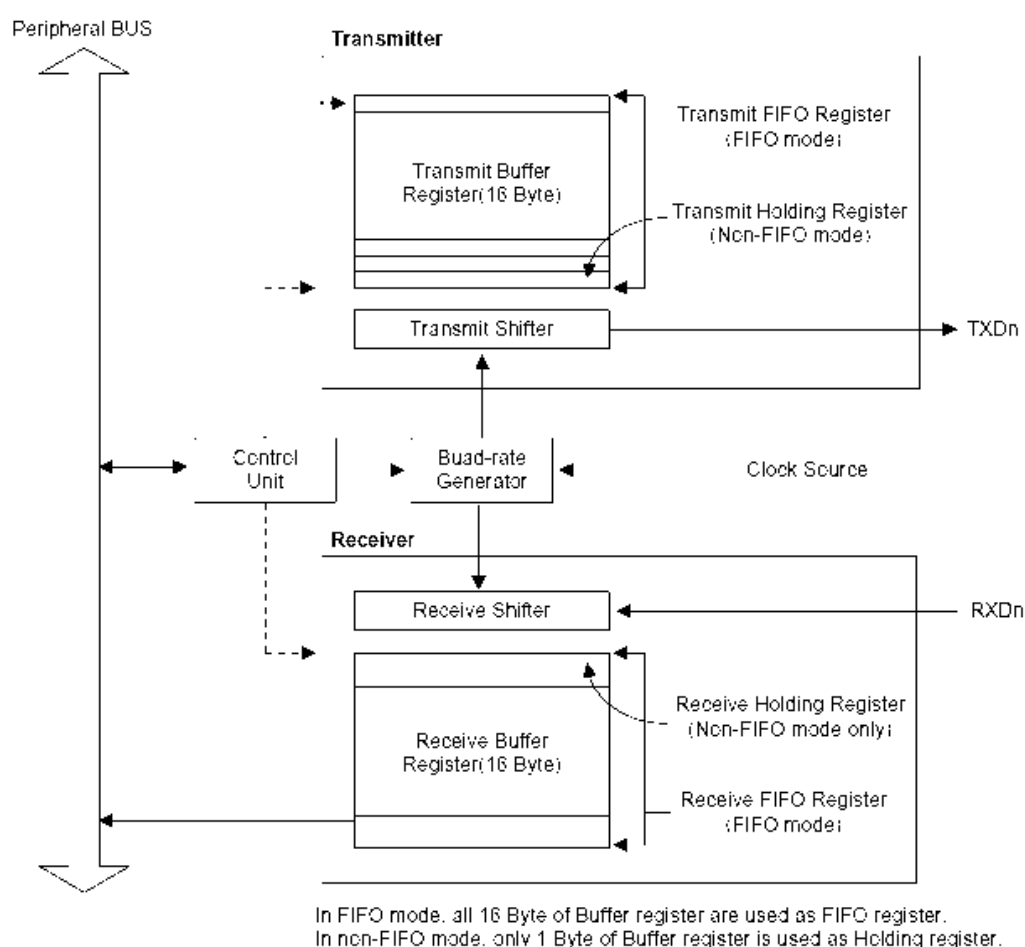 Peripheral BUS
Transmitter
Transmit FIFO Register
(FIFO mode)
Transmit Buffer
Register(16 Byte)
Transmit Holding Register
(Non-FIFO mode)
Transmit Shifter
TXDn
Control
Unit
Buad-rate
Generator
Clock Source
Receiver
Receive Shifter
RXDn
Receive Holding Register
(Non-FIFO mode only)
Receive Buffer
Register(16 Byte)
Receive FIFO Register
(FIFO mode)
In FIFO mode, all 16 Byte of Buffer register are used as FIFO register.
In non-FIFO mode, only 1 Byte of Buffer register is used as Holding register.